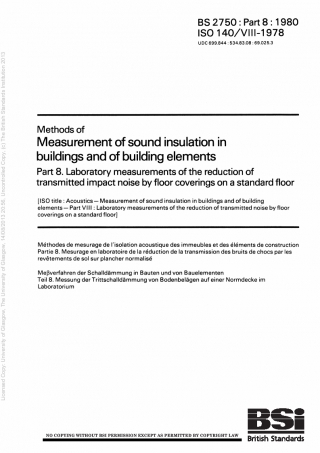 BS 2750 : Part 8 : 1980
ISO 140/VIII-1978
UDC 699.844 : 534.83.08 : 69.025.3
Methods of
Measurement of sound insulation in
buildings and of building elements
Part 8. Laboratory measurements of the reduction of
transmitted impact noise by floor coverings on a standard floor
[ISO title : Acoustics — Measurement of sound insulation in buildings and of building
elements — Part VIII : Laboratory measurements of the reduction of transmitted noise by floor
coverings on a standard floor]
Méthodes de mesurage de l'isolation acoustique des immeubles et des éléments de construction
Partie 8. Mesurage en laboratoire de la réduction de la transmission des bruits de chocs par les
revêtements de sol sur plancher normalisé
Meßverfahren der Schalldämmung in Bauten und von Bauelementen
Teil 8. Messung der Trittschalldämmung von Bodenbelägen auf einer Normdecke im
Laboratorium
NO COPYING WITHOUT BSI PERMISSION EXCEPT AS PERMITTED BY COPYRIGHT LAW
BSi
British Standards
Licensed Copy: University of Glasgow, The University of Glasgow, 14/09/2013 20:36, Uncontrolled Copy, (c) The British Standards Institution 2013